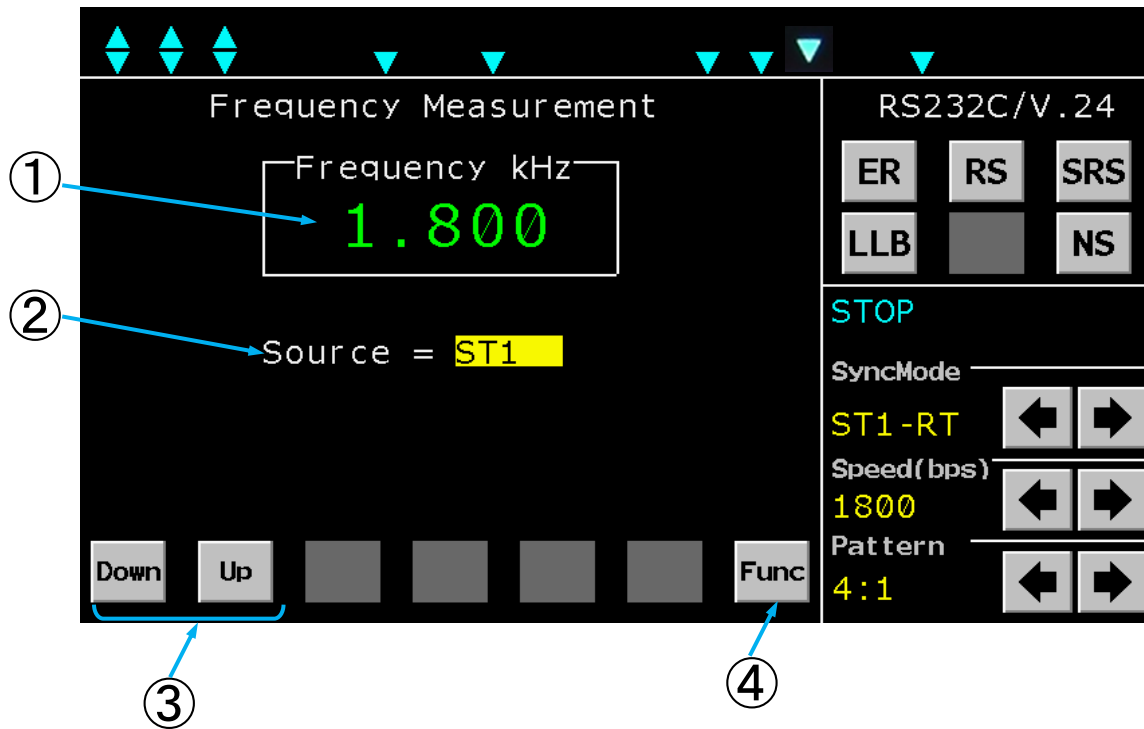 Frequency Measurement
Frequency kHz
1.800
Source = ST1
Down Up Func
RS232C/V.24
ER RS SRS
LLB NS
STOP
SyncMode
ST1-RT
Speed(bps)
1800
Pattern
4:1
①
②
③
④